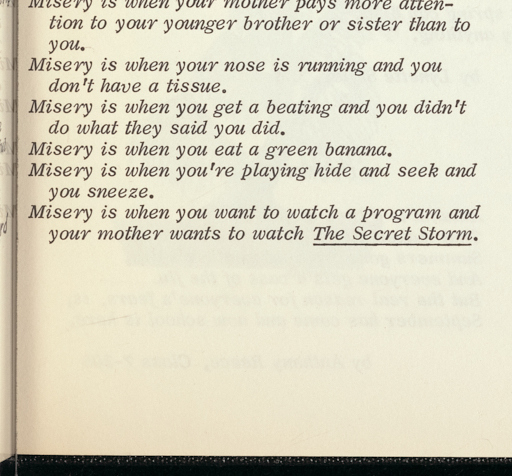 Misery is when your mother pays more atten-
tion to your younger brother or sister than to
you.
Misery is when your nose is running and you
don't have a tissue.
Misery is when you get a beating and you didn't
do what they said you did.
Misery is when you eat a green banana.
Misery is when you're playing hide and seek and
you sneeze.
Misery is when you want to watch a program and
your mother wants to watch The Secret Storm.